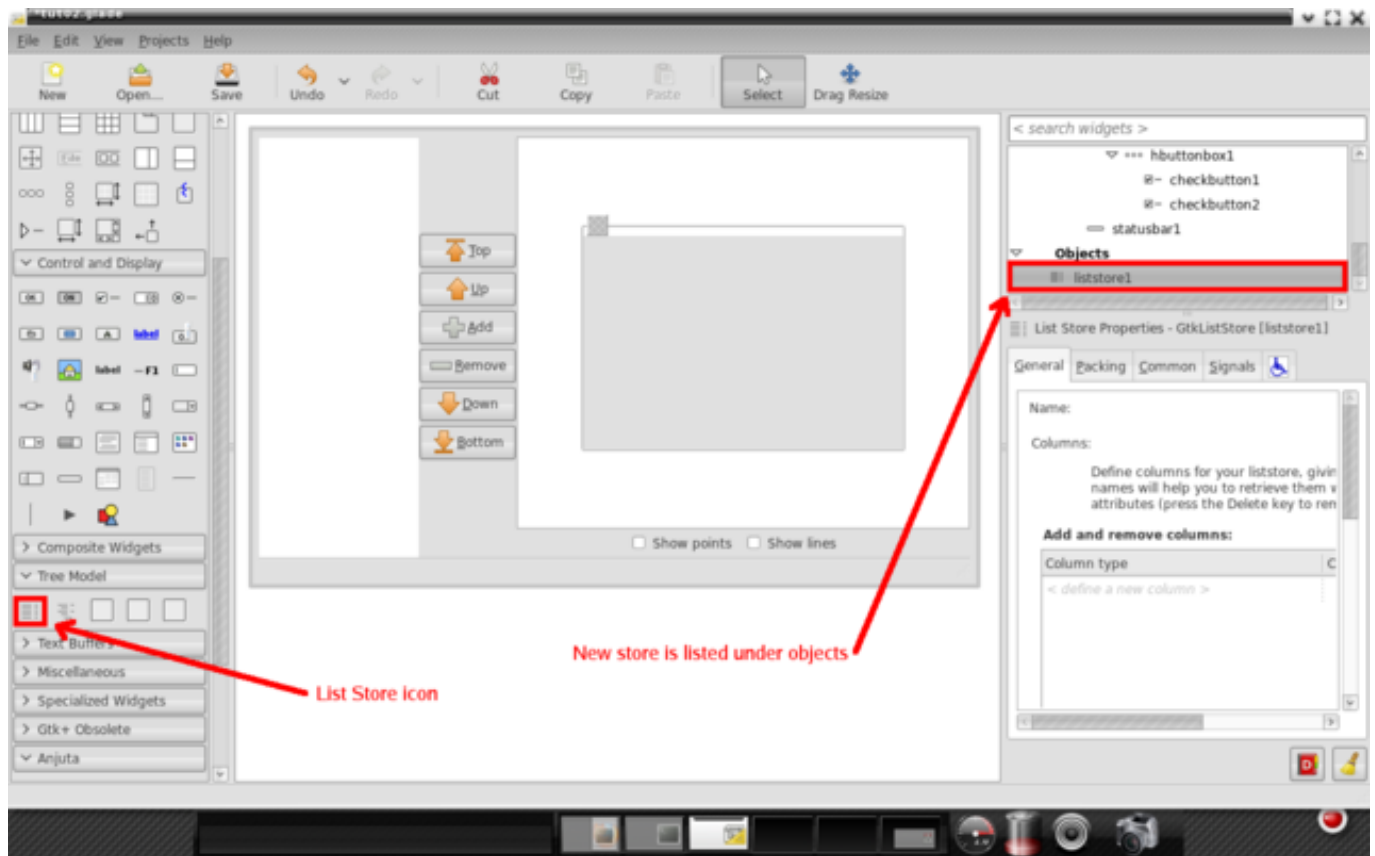 *tuto2.glade
File Edit View Projects Help
New Open... Save Undo Redo Cut Copy Paste Select Drag Resize
< search widgets >
hbuttonbox1
checkbutton1
checkbutton2
statusbar1
Objects
liststore1
Control and Display
OK
label
label
Top
Up
Add
Remove
Down
Bottom
Show points Show lines
List Store Properties - GtkListStore [liststore1]
General Packing Common Signals
Name:
Columns:
Define columns for your liststore, givin
names will help you to retrieve them w
attributes (press the Delete key to ren
Add and remove columns:
Column type C
< define a new column >
Composite Widgets
Tree Model
Text Buffers
Miscellaneous
Specialized Widgets
Gtk+ Obsolete
Anjuta
New store is listed under objects
List Store icon